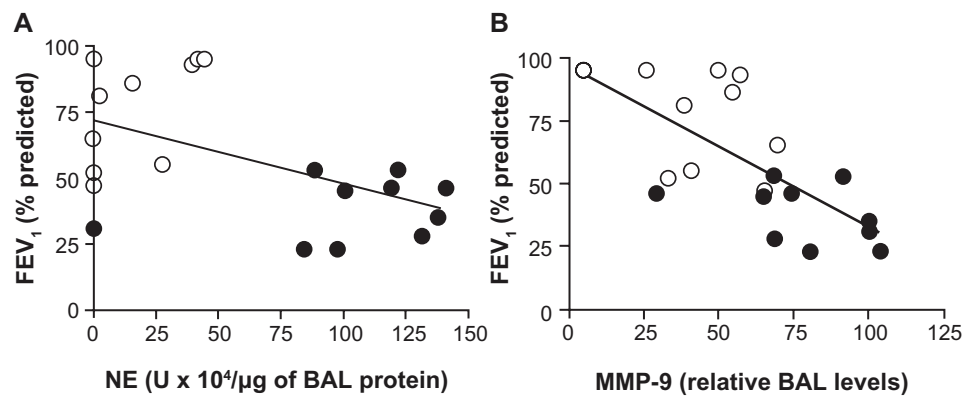 A
FEV₁ (% predicted)
100
75
50
25
0
0 25 50 75 100 125 150
NE (U x 10⁴/µg of BAL protein)
B
FEV₁ (% predicted)
100
75
50
25
0
0 25 50 75 100 125
MMP-9 (relative BAL levels)